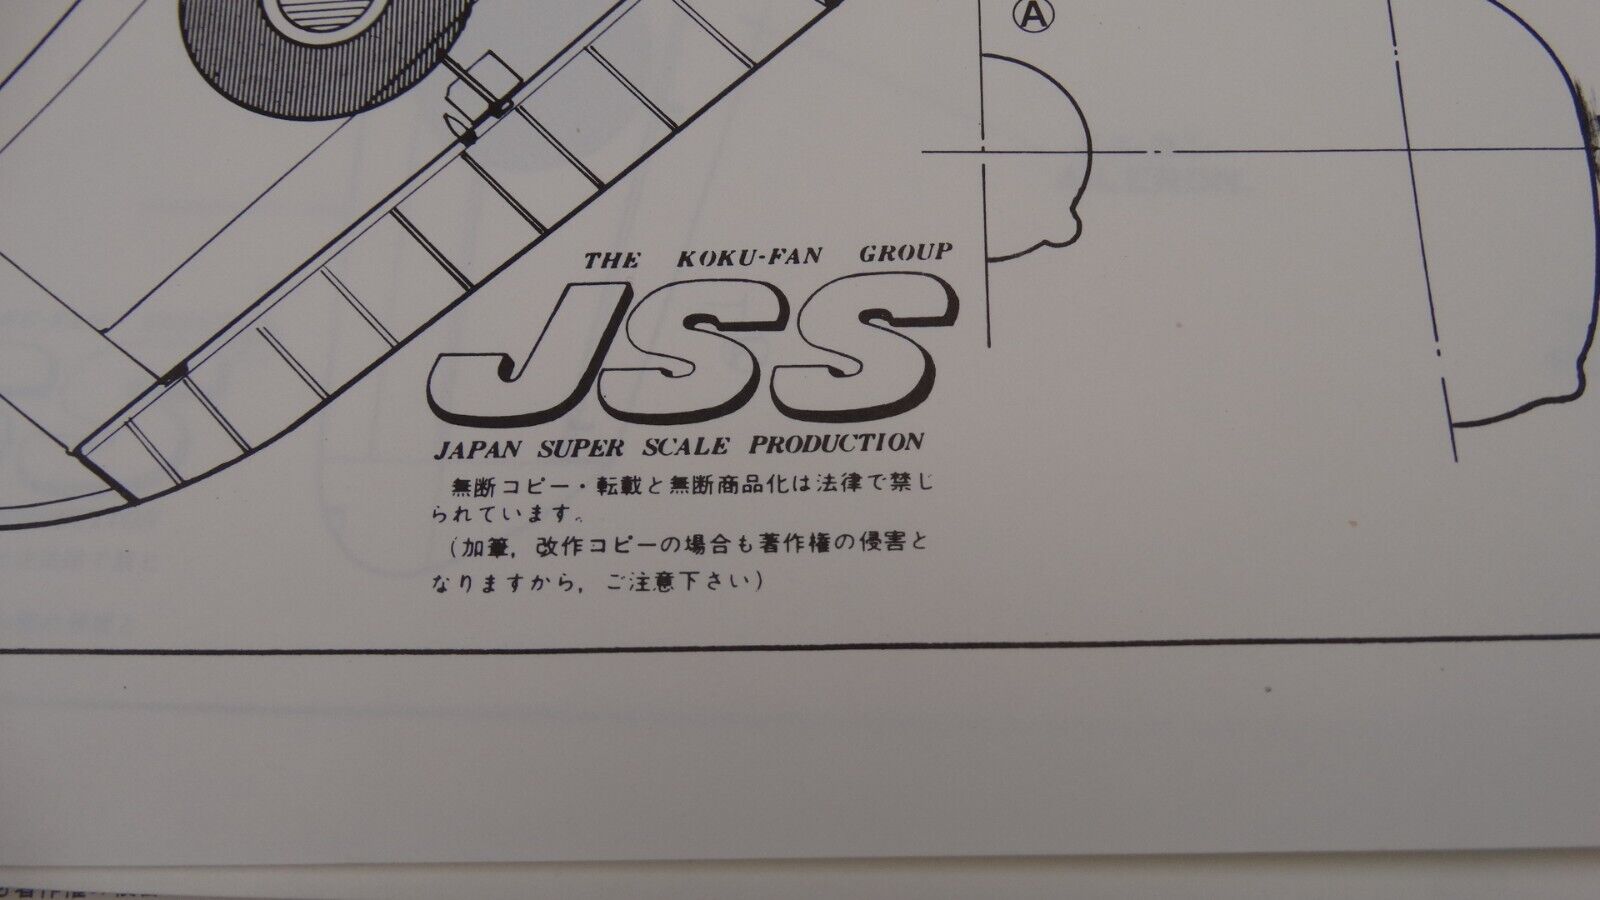 A
THE KOKU-FAN GROUP
JSS
JAPAN SUPER SCALE PRODUCTION
無断コピー・転載と無断商品化は法律で禁じ
られています。
(加筆,改作コピーの場合も著作権の侵害と
なりますから,ご注意下さい)